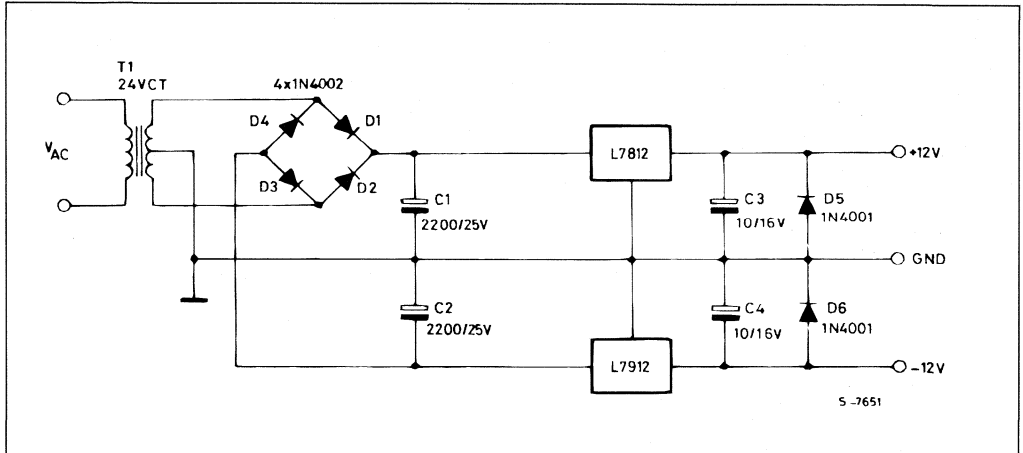 T1
24VCT
4x1N4002
D4
D1
VAC
D3
D2
L7812
+12V
C1
2200/25V
C3
10/16V
D5
1N4001
GND
C2
2200/25V
C4
10/16V
D6
1N4001
L7912
-12V
S-7651